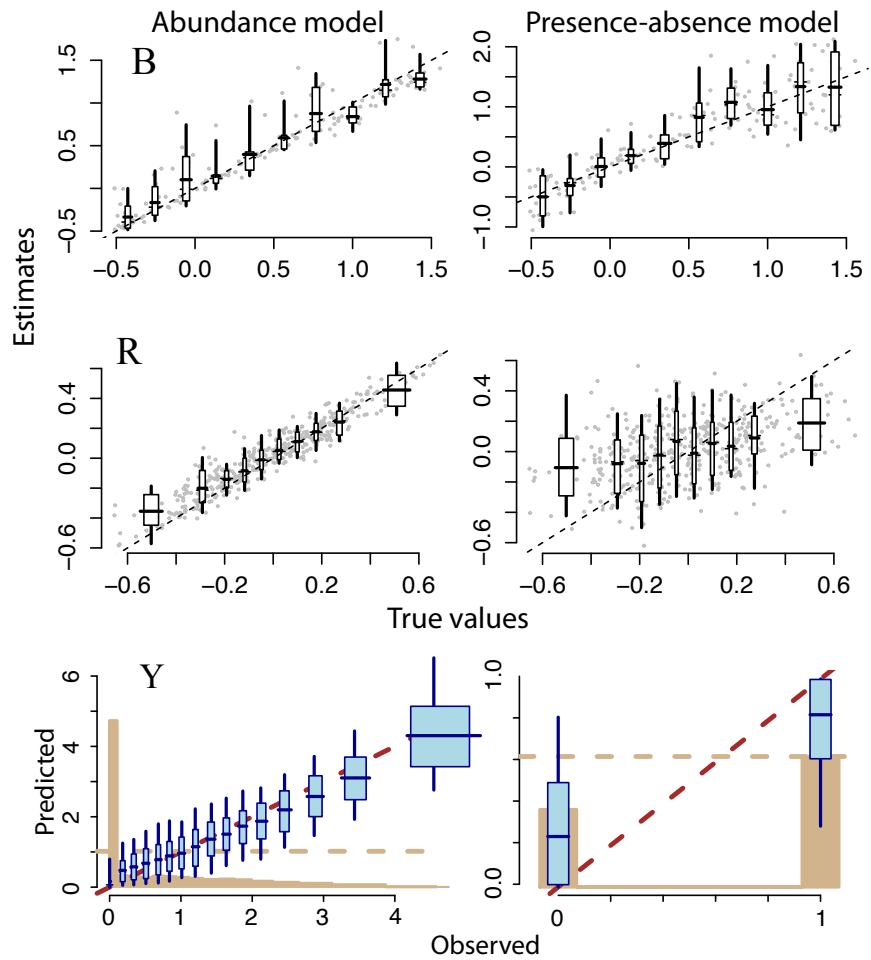 Abundance model
Presence-absence model
B
1.5
0.5
−0.5
−0.5 0.0 0.5 1.0 1.5
2.0
1.0
0.0
−1.0
−0.5 0.0 0.5 1.0 1.5
Estimates
R
0.4
0.0
−0.6
−0.6 −0.2 0.2 0.6
0.4
0.0
−0.6
−0.6 −0.2 0.2 0.6
True values
Y
Predicted
6
4
2
0
0 1 2 3 4
1.0
0.0
0 1
Observed